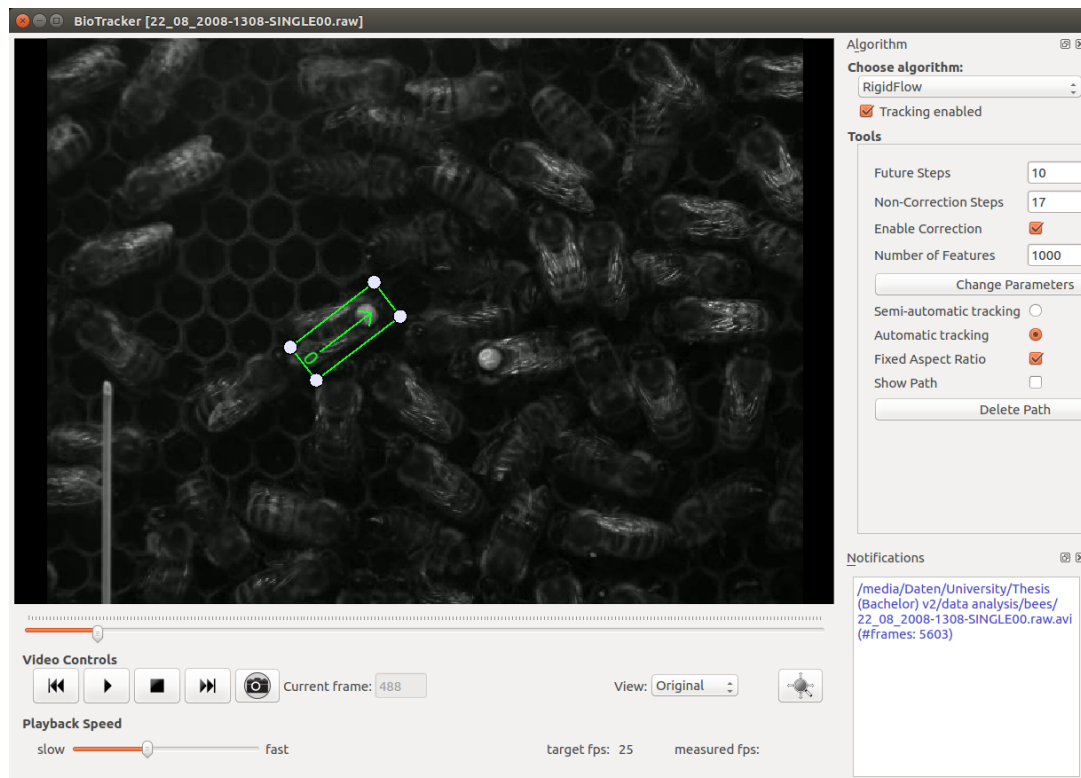 BioTracker [22_08_2008-1308-SINGLE00.raw]
Algorithm
Choose algorithm:
RigidFlow
Tracking enabled
Tools
Future Steps 10
Non-Correction Steps 17
Enable Correction
Number of Features 1000
Change Parameters
Semi-automatic tracking
Automatic tracking
Fixed Aspect Ratio
Show Path
Delete Path
0
Notifications
/media/Daten/University/Thesis
(Bachelor) v2/data analysis/bees/
22_08_2008-1308-SINGLE00.raw.avi
(#frames: 5603)
Video Controls
Current frame: 488
View: Original
Playback Speed
slow fast
target fps: 25 measured fps: